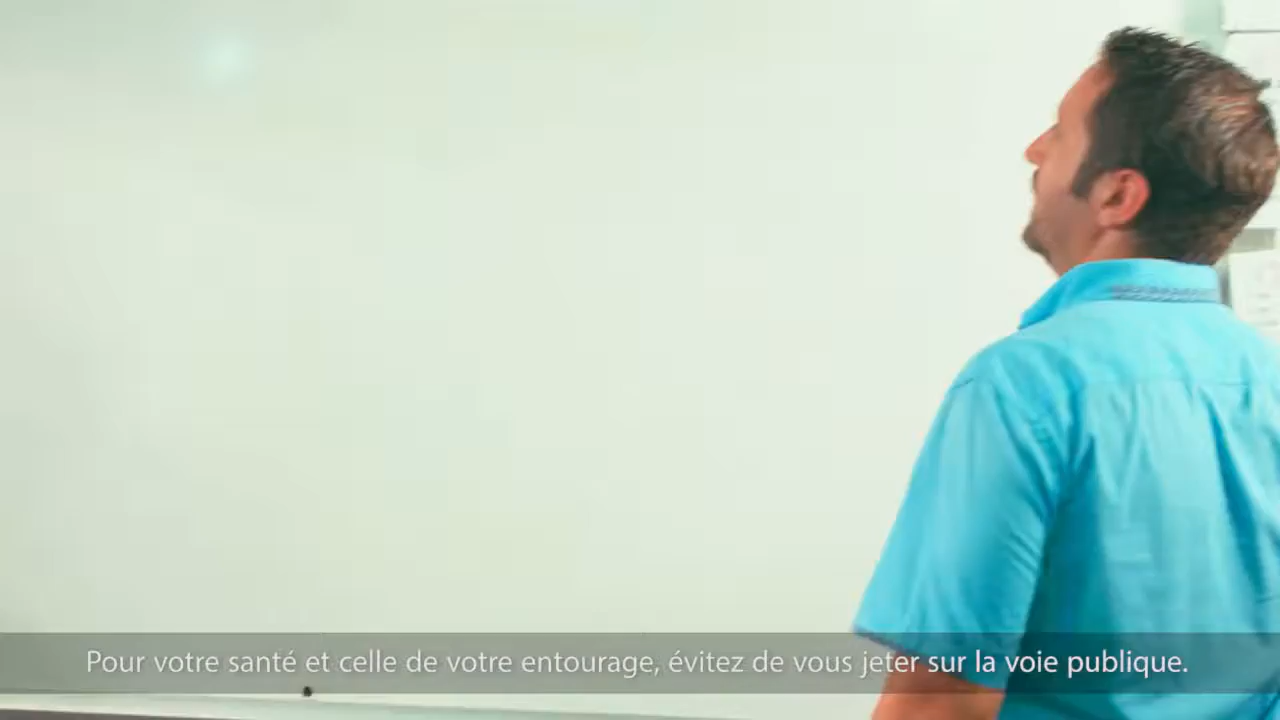 Pour votre santé et celle de votre entourage, évitez de vous jeter sur la voie publique.